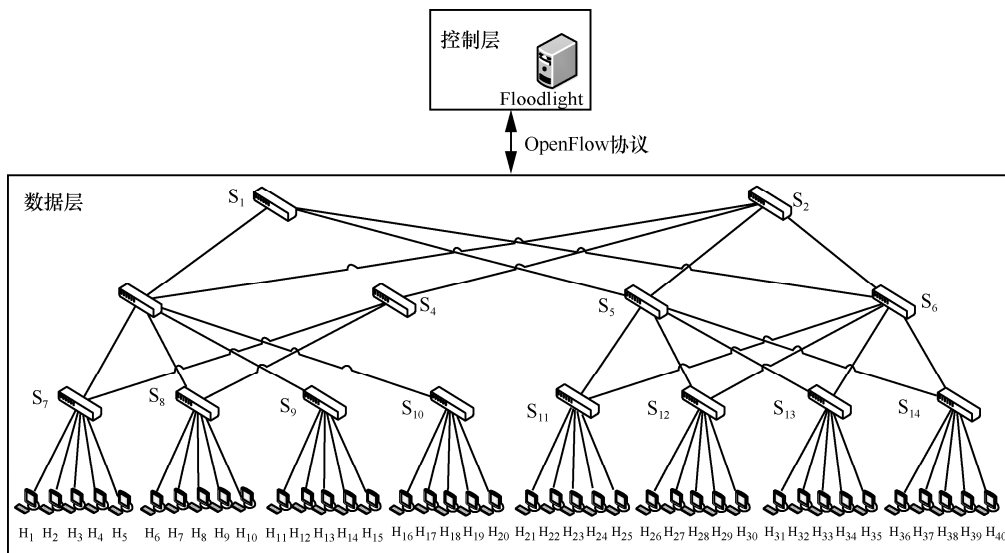 控制层
Floodlight
OpenFlow协议
数据层
S1 S2
S4 S5 S6
S7 S8 S9 S10 S11 S12 S13 S14
H1 H2 H3 H4 H5 H6 H7 H8 H9 H10 H11 H12 H13 H14 H15 H16 H17 H18 H19 H20 H21 H22 H23 H24 H25 H26 H27 H28 H29 H30 H31 H32 H33 H34 H35 H36 H37 H38 H39 H40